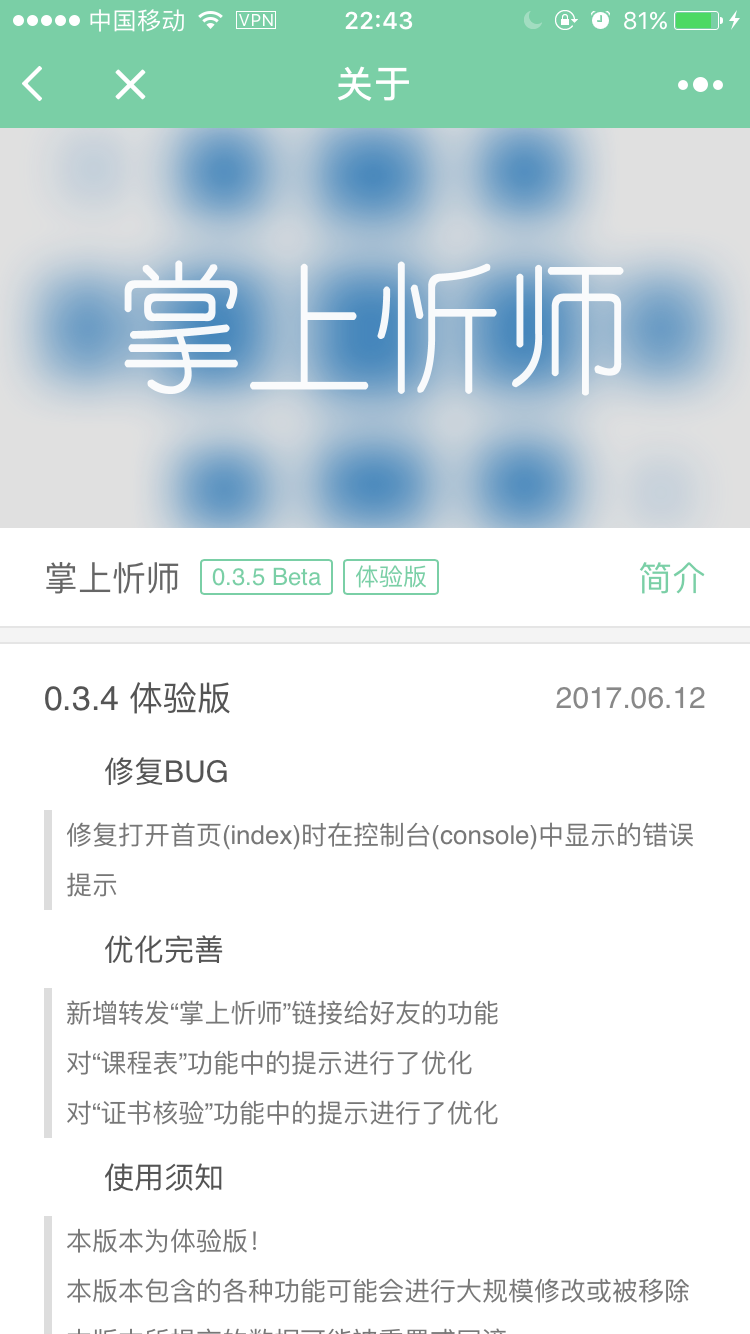 中国移动 VPN 22:43 81%
关于
掌上忻师
掌上忻师 0.3.5 Beta 体验版 简介
0.3.4 体验版 2017.06.12
修复BUG
修复打开首页(index)时在控制台(console)中显示的错误
提示
优化完善
新增转发“掌上忻师”链接给好友的功能
对“课程表”功能中的提示进行了优化
对“证书核验”功能中的提示进行了优化
使用须知
本版本为体验版!
本版本包含的各种功能可能会进行大规模修改或被移除